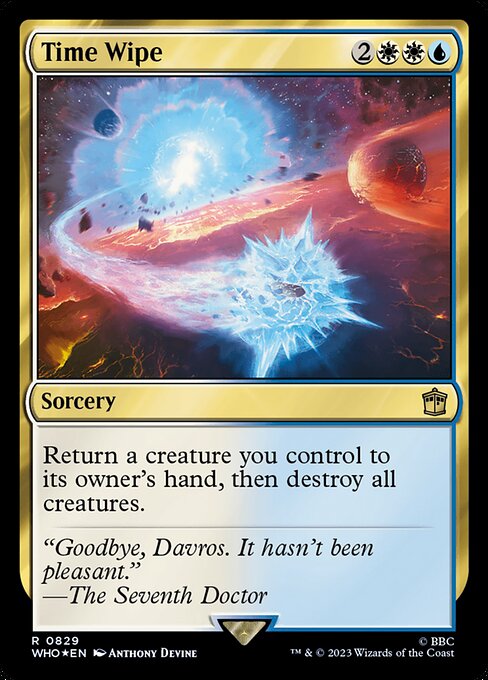 Time Wipe 2
Sorcery
Return a creature you control to
its owner's hand, then destroy all
creatures.
“Goodbye, Davros. It hasn't been
pleasant.”
—The Seventh Doctor
R 0829 © BBC
WHO★EN Anthony Devine ™ & © 2023 Wizards of the Coast